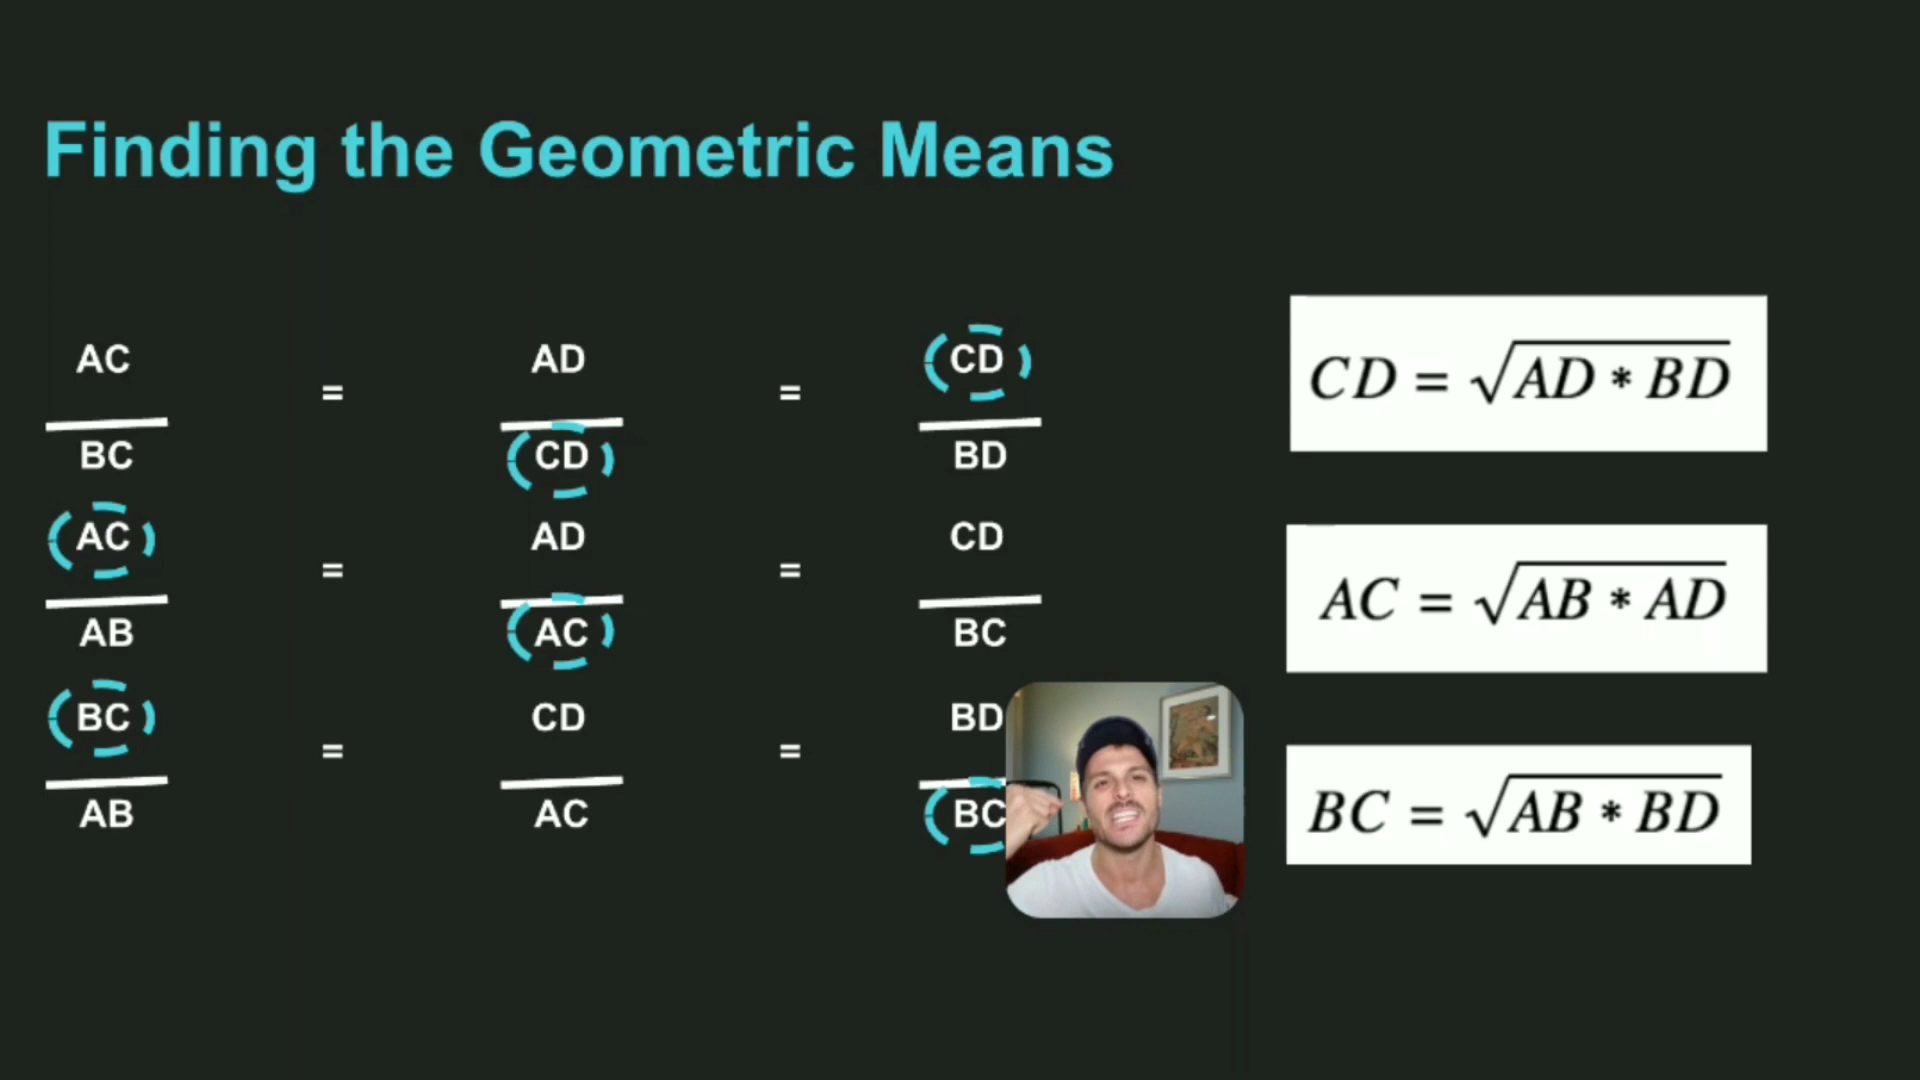 Finding the Geometric Means
AC = AD = CD
BC CD BD
AC = AD = CD
AB AC BC
BC = CD = BD
AB AC BC
CD = √AD * BD
AC = √AB * AD
BC = √AB * BD